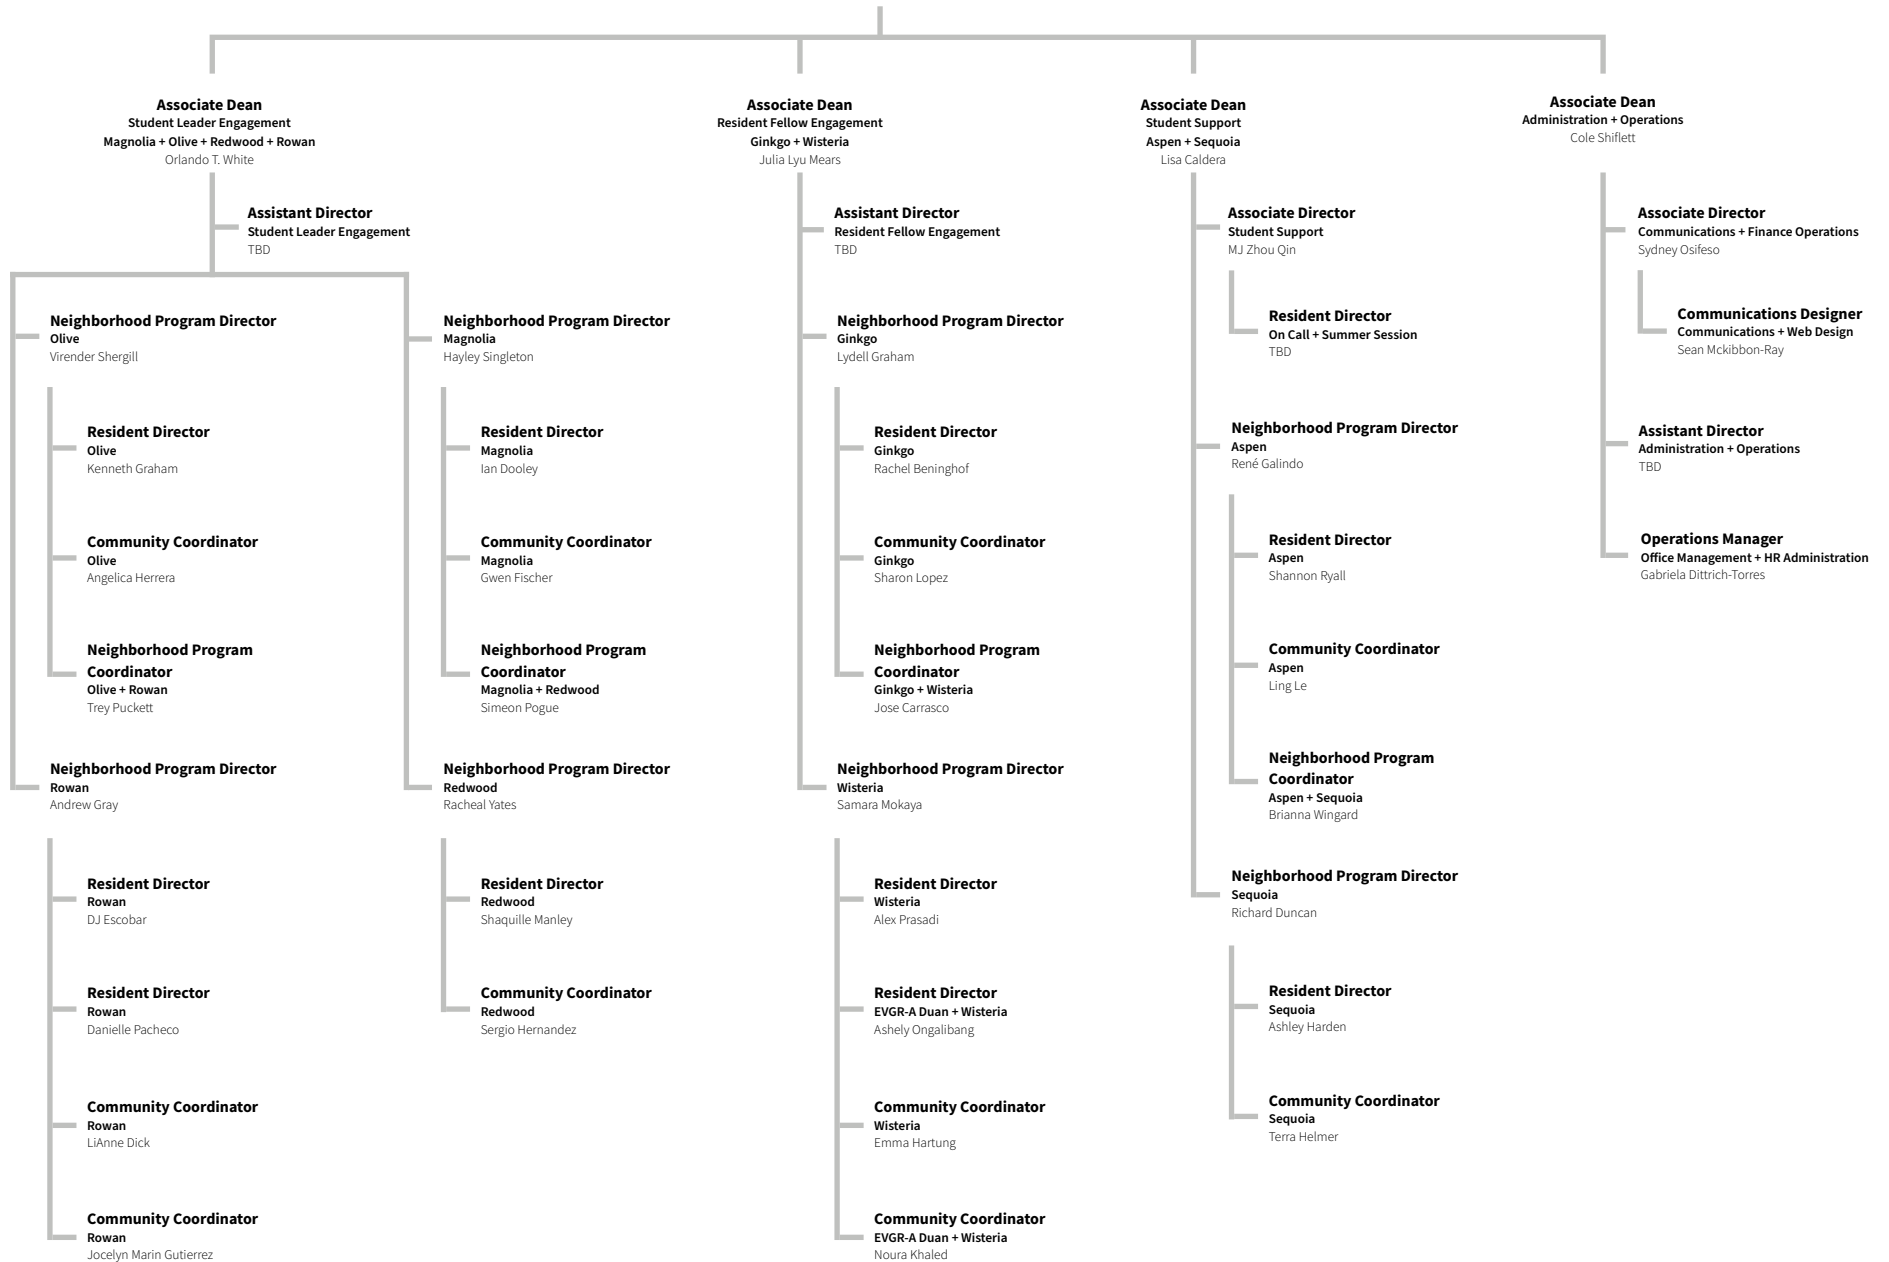 Associate Dean
Student Leader Engagement
Magnolia + Olive + Redwood + Rowan
Orlando T. White
Assistant Director
Student Leader Engagement
TBD
Neighborhood Program Director
Olive
Virender Shergill
Resident Director
Olive
Kenneth Graham
Community Coordinator
Olive
Angelica Herrera
Neighborhood Program
Coordinator
Olive + Rowan
Trey Puckett
Neighborhood Program Director
Rowan
Andrew Gray
Resident Director
Rowan
DJ Escobar
Resident Director
Rowan
Danielle Pacheco
Community Coordinator
Rowan
LiAnne Dick
Community Coordinator
Rowan
Jocelyn Marin Gutierrez
Neighborhood Program Director
Magnolia
Hayley Singleton
Resident Director
Magnolia
Ian Dooley
Community Coordinator
Magnolia
Gwen Fischer
Neighborhood Program
Coordinator
Magnolia + Redwood
Simeon Pogue
Neighborhood Program Director
Redwood
Racheal Yates
Resident Director
Redwood
Shaquille Manley
Community Coordinator
Redwood
Sergio Hernandez
Associate Dean
Resident Fellow Engagement
Ginkgo + Wisteria
Julia Lyu Mears
Assistant Director
Resident Fellow Engagement
TBD
Neighborhood Program Director
Ginkgo
Lydell Graham
Resident Director
Ginkgo
Rachel Beninghof
Community Coordinator
Ginkgo
Sharon Lopez
Neighborhood Program
Coordinator
Ginkgo + Wisteria
Jose Carrasco
Neighborhood Program Director
Wisteria
Samara Mokaya
Resident Director
Wisteria
Alex Prasadi
Resident Director
EVGR-A Duan + Wisteria
Ashely Ongalibang
Community Coordinator
Wisteria
Emma Hartung
Community Coordinator
EVGR-A Duan + Wisteria
Noura Khaled
Associate Dean
Student Support
Aspen + Sequoia
Lisa Caldera
Associate Director
Student Support
MJ Zhou Qin
Resident Director
On Call + Summer Session
TBD
Neighborhood Program Director
Aspen
René Galindo
Resident Director
Aspen
Shannon Ryall
Community Coordinator
Aspen
Ling Le
Neighborhood Program
Coordinator
Aspen + Sequoia
Brianna Wingard
Neighborhood Program Director
Sequoia
Richard Duncan
Resident Director
Sequoia
Ashley Harden
Community Coordinator
Sequoia
Terra Helmer
Associate Dean
Administration + Operations
Cole Shiflett
Associate Director
Communications + Finance Operations
Sydney Osifeso
Communications Designer
Communications + Web Design
Sean Mckibbon-Ray
Assistant Director
Administration + Operations
TBD
Operations Manager
Office Management + HR Administration
Gabriela Dittrich-Torres